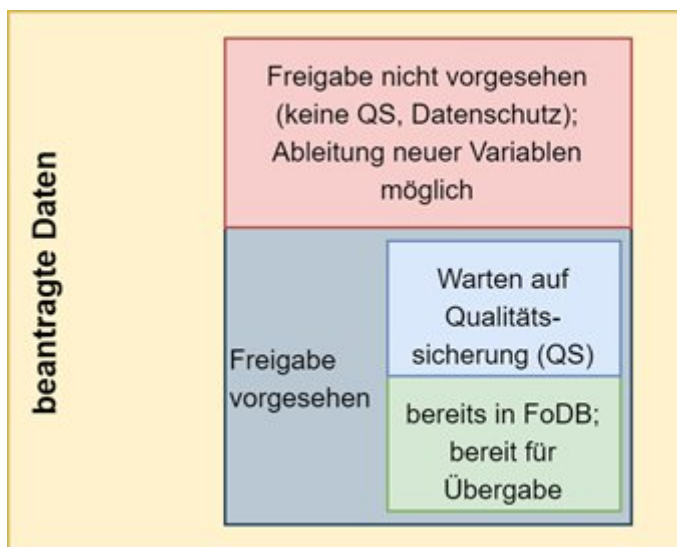 beantragte Daten
Freigabe nicht vorgesehen
(keine QS, Datenschutz);
Ableitung neuer Variablen
möglich
Freigabe
vorgesehen
Warten auf
Qualitäts-
sicherung (QS)
bereits in FoDB;
bereit für
Übergabe